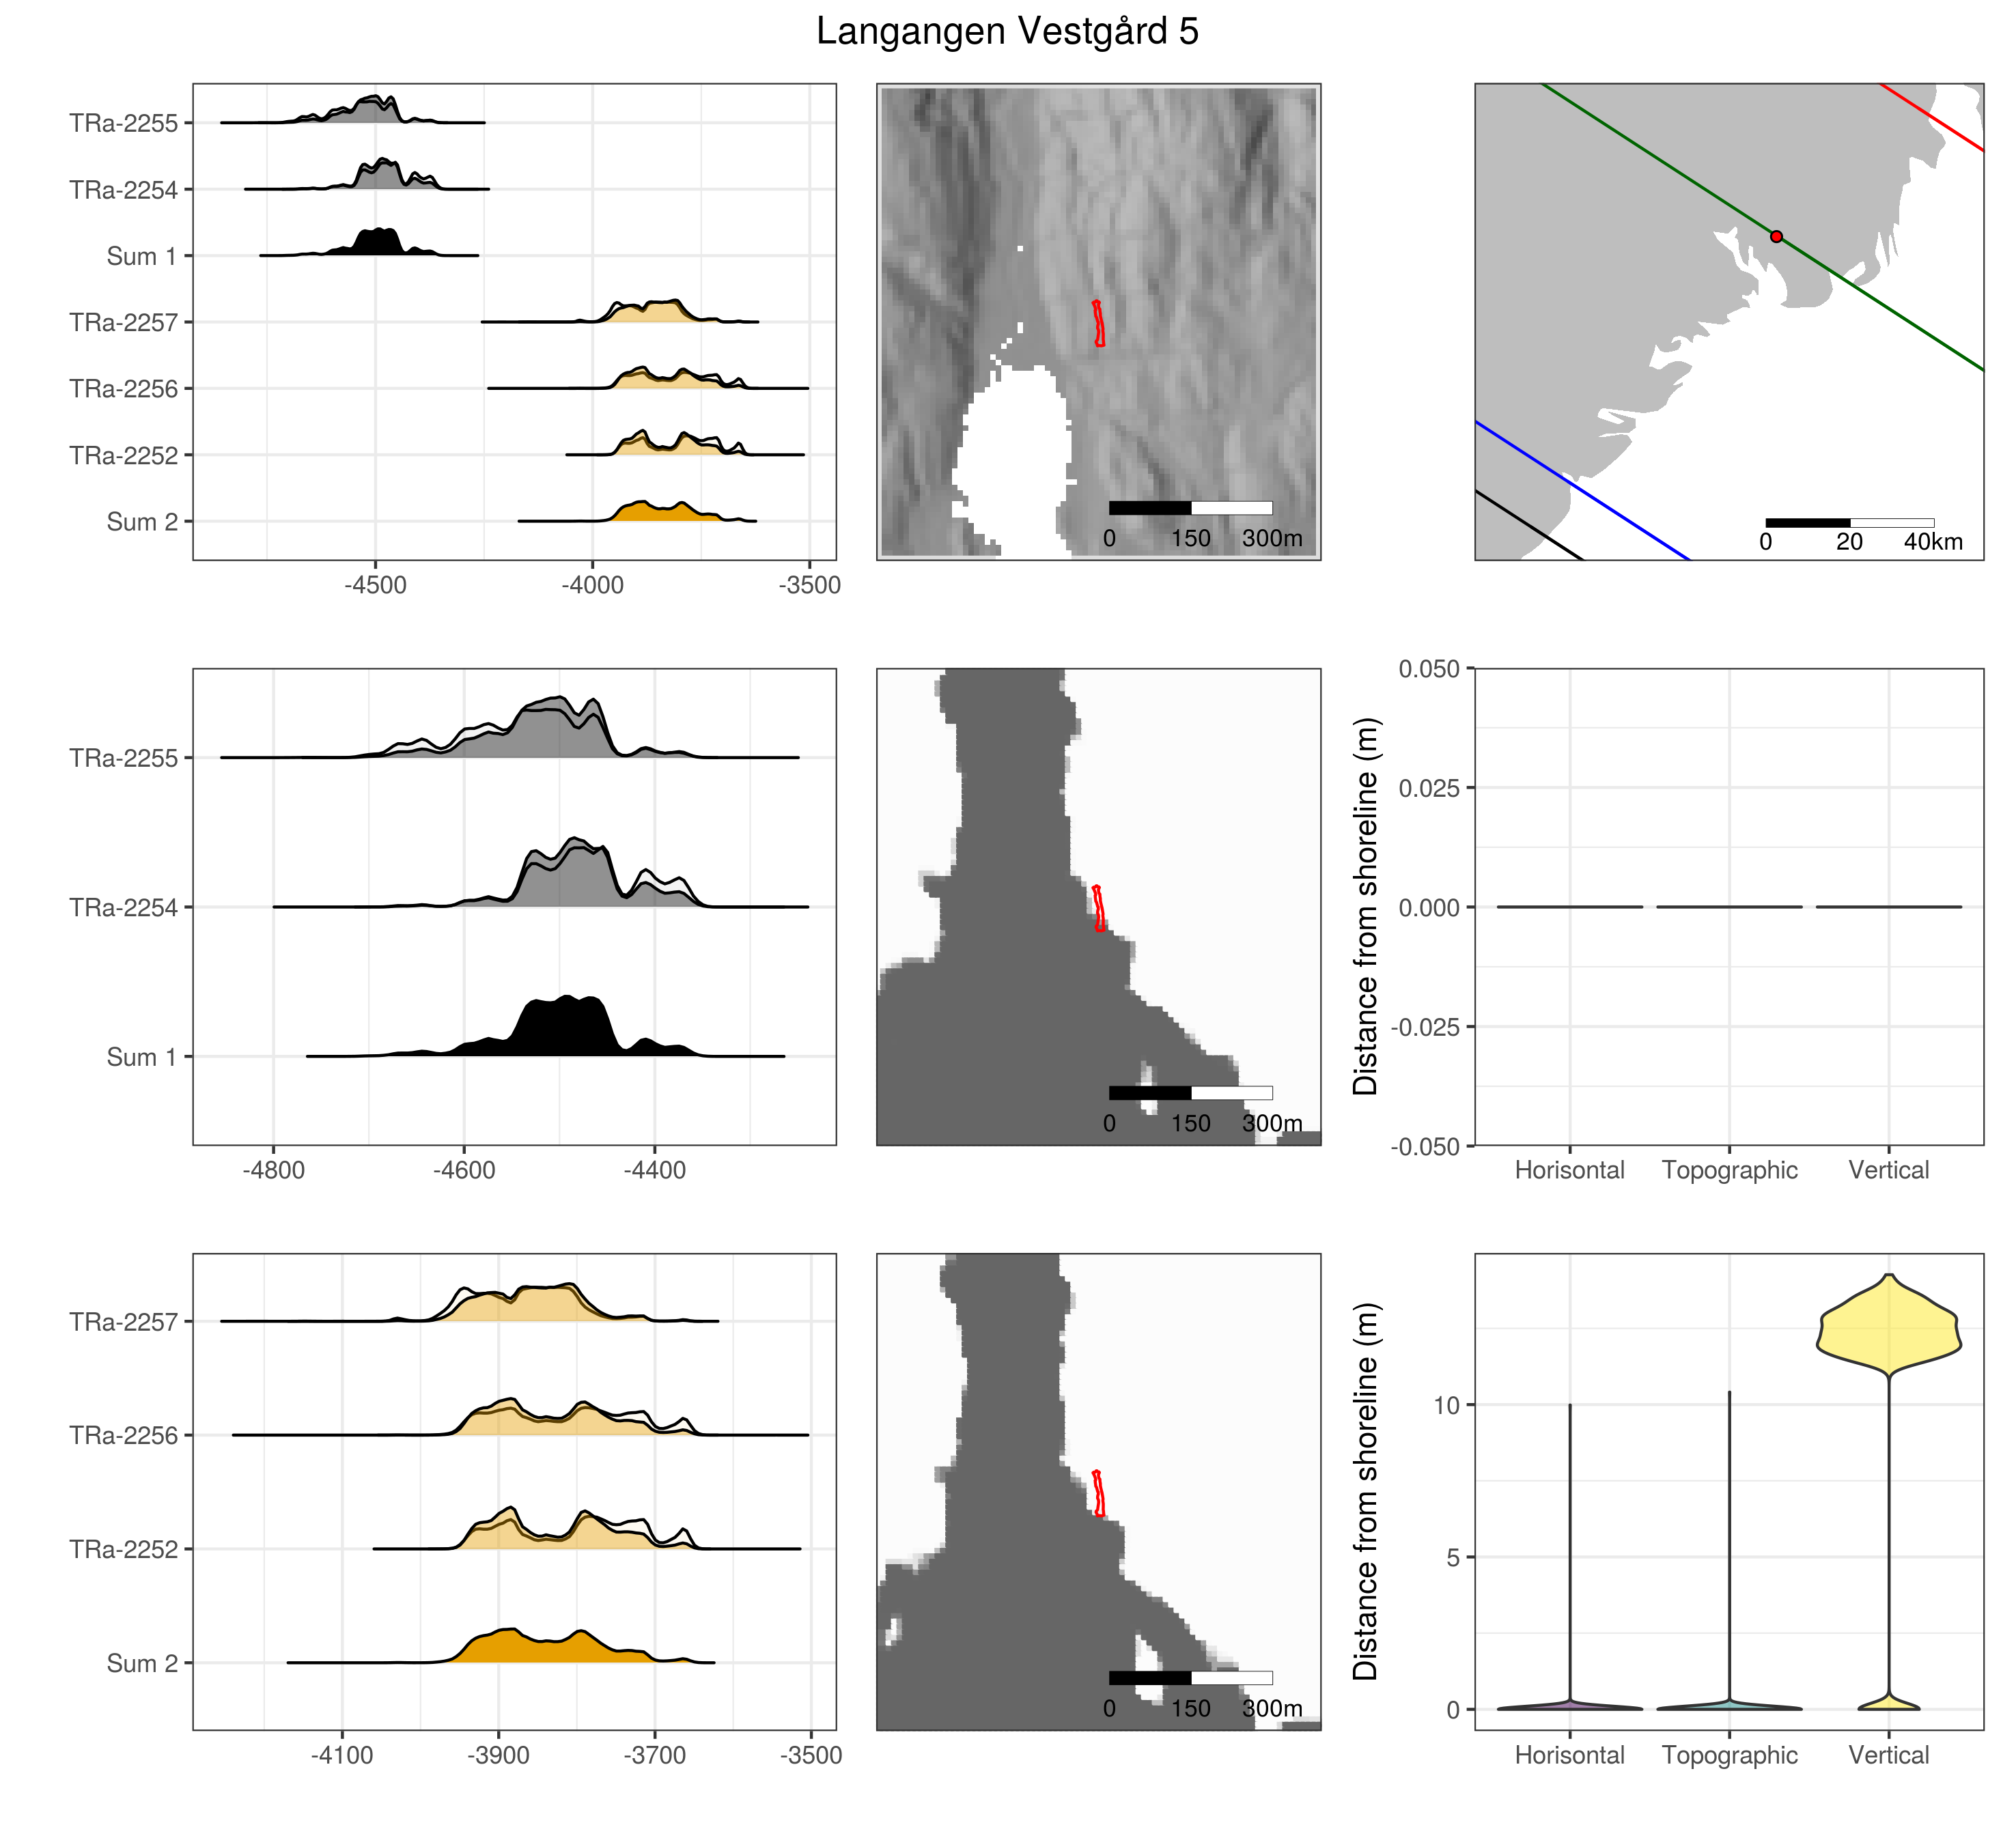 Langangen Vestgård 5
TRa-2255
TRa-2254
Sum 1
TRa-2257
TRa-2256
TRa-2252
Sum 2
-4500 -4000 -3500
0 150 300m
0 20 40km
TRa-2255
TRa-2254
Sum 1
-4800 -4600 -4400
0 150 300m
Distance from shoreline (m)
0.050
0.025
0.000
-0.025
-0.050
Horisontal Topographic Vertical
TRa-2257
TRa-2256
TRa-2252
Sum 2
-4100 -3900 -3700 -3500
0 150 300m
Distance from shoreline (m)
10
5
0
Horisontal Topographic Vertical